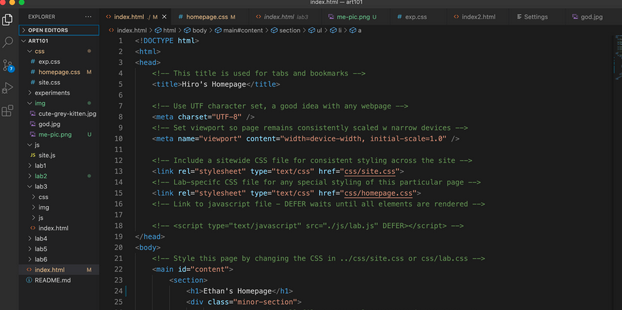 index.html — art101
EXPLORER ...
index.html / M ×
# homepage.css M
index.html lab3
me-pic.png U
# exp.css
index2.html
Settings
god.jpg
OPEN EDITORS
ART101
css
# exp.css
# homepage.css M
# site.css
experiments
img
cute-grey-kitten.jpg
god.jpg
me-pic.png U
js
JS site.js
lab1
lab2
lab3
css
img
js
index.html
lab4
lab5
lab6
index.html M
README.md
index.html > html > body > main#content > section > ul > li > a
1 <!DOCTYPE html>
2 <html>
3 <head>
4 <!-- This title is used for tabs and bookmarks -->
5 <title>Hiro's Homepage</title>
6
7 <!-- Use UTF character set, a good idea with any webpage -->
8 <meta charset="UTF-8" />
9 <!-- Set viewport so page remains consistently scaled w narrow devices -->
10 <meta name="viewport" content="width=device-width, initial-scale=1.0" />
11
12 <!-- Include a sitewide CSS file for consistent styling across the site -->
13 <link rel="stylesheet" type="text/css" href="css/site.css">
14 <!-- Lab-specifc CSS file for any special styling of this particular page -->
15 <link rel="stylesheet" type="text/css" href="css/homepage.css">
16 <!-- Link to javascript file - DEFER waits until all elements are rendered -->
17
18 <!-- <script type="text/javascript" src="./js/lab.js" DEFER></script> -->
19 </head>
20 <body>
21 <!-- Style this page by changing the CSS in ../css/site.css or css/lab.css -->
22 <main id="content">
23 <section>
24 <h1>Ethan's Homepage</h1>
25 <div class="minor-section">